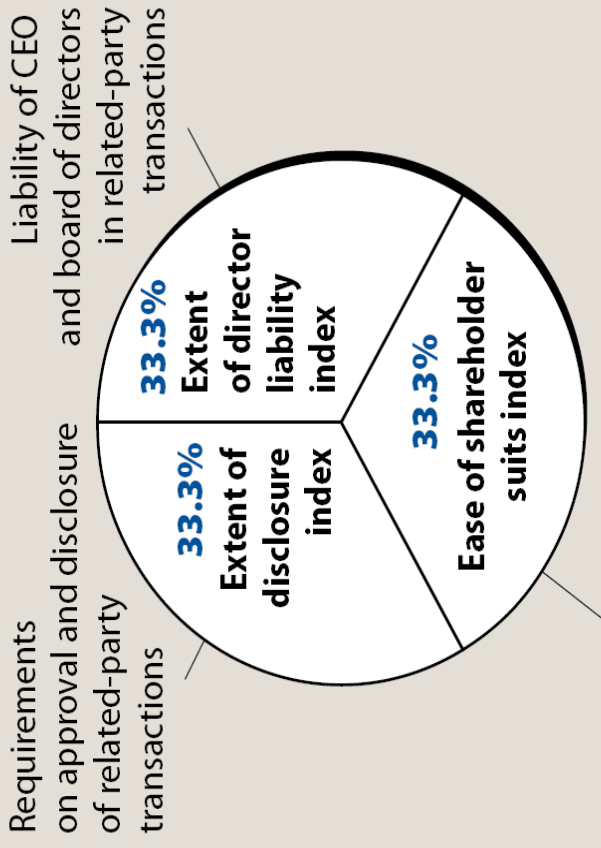 Requirements
on approval and disclosure
of related-party
transactions
Liability of CEO
and board of directors
in related-party
transactions
33.3%
Extent of
disclosure
index
33.3%
Extent
of director
liability
index
33.3%
Ease of shareholder
suits index